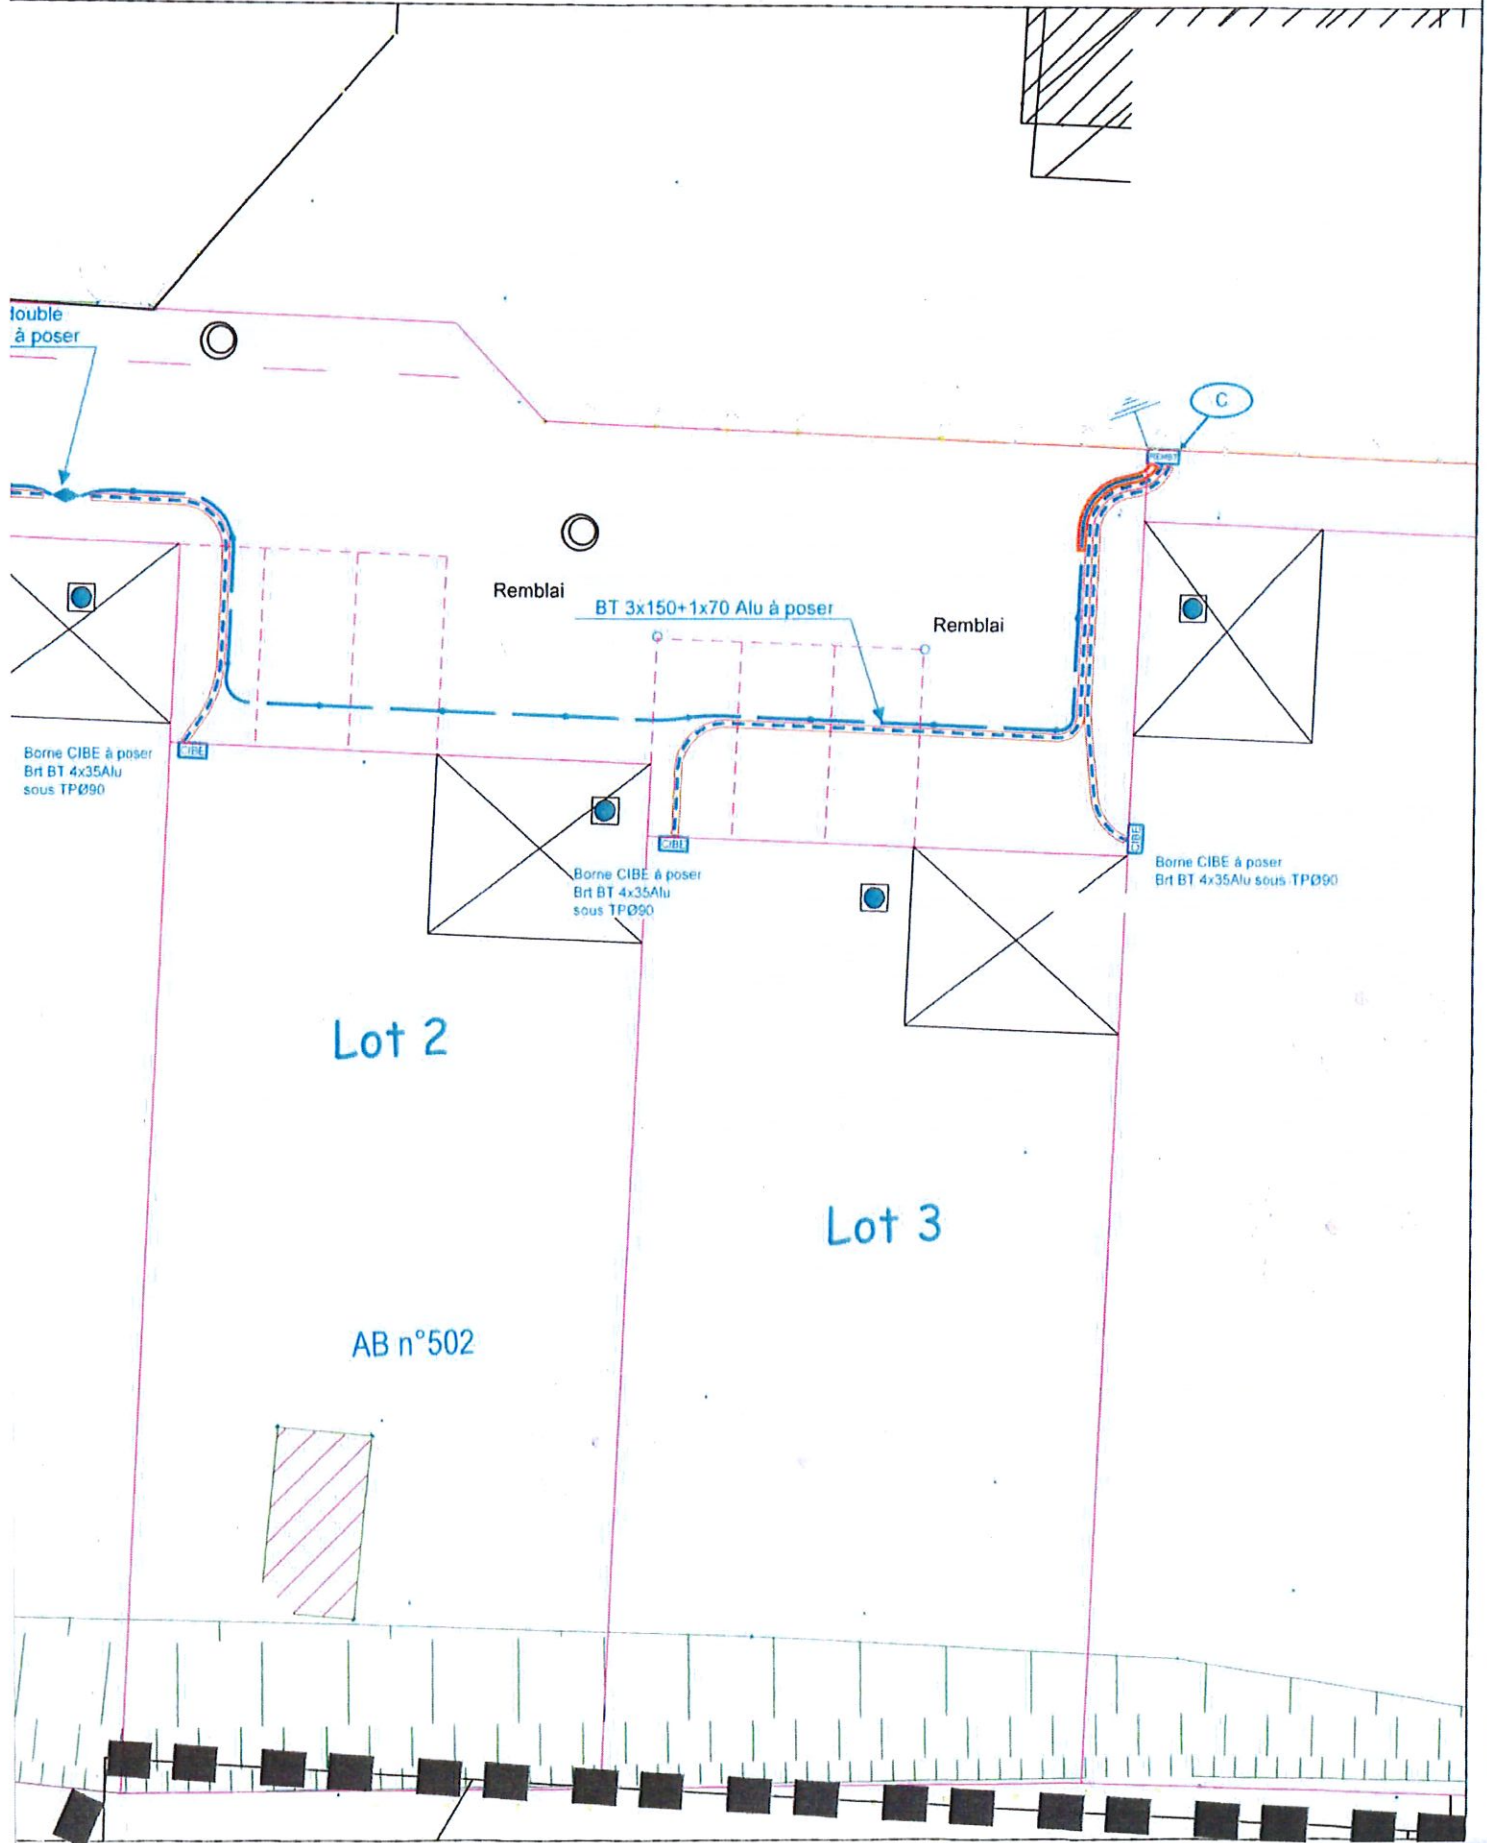 double
à poser
C
REMBT
Remblai
BT 3x150+1x70 Alu à poser
Remblai
CIBE
Borne CIBE à poser
Brt BT 4x35Alu
sous TPØ90
CIBE
CIBE
Borne CIBE à poser
Brt BT 4x35Alu
sous TPØ90
Borne CIBE à poser
Brt BT 4x35Alu sous TPØ90
Lot 2
Lot 3
AB n°502